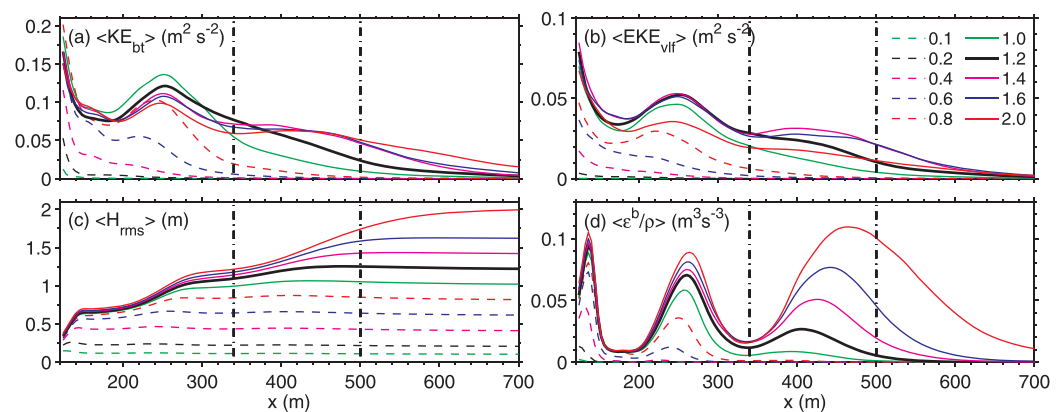 (a) <KE_bt> (m² s⁻²)
0.2
0.15
0.1
0.05
0
(b) <EKE_vlf> (m² s⁻²)
0.1
0.05
0
0.1 1.0
0.2 1.2
0.4 1.4
0.6 1.6
0.8 2.0
(c) <H_rms> (m)
2
1.5
1
0.5
0
200 300 400 500 600 700
x (m)
(d) <ε^b/ρ> (m³s⁻³)
0.1
0.05
0
200 300 400 500 600 700
x (m)